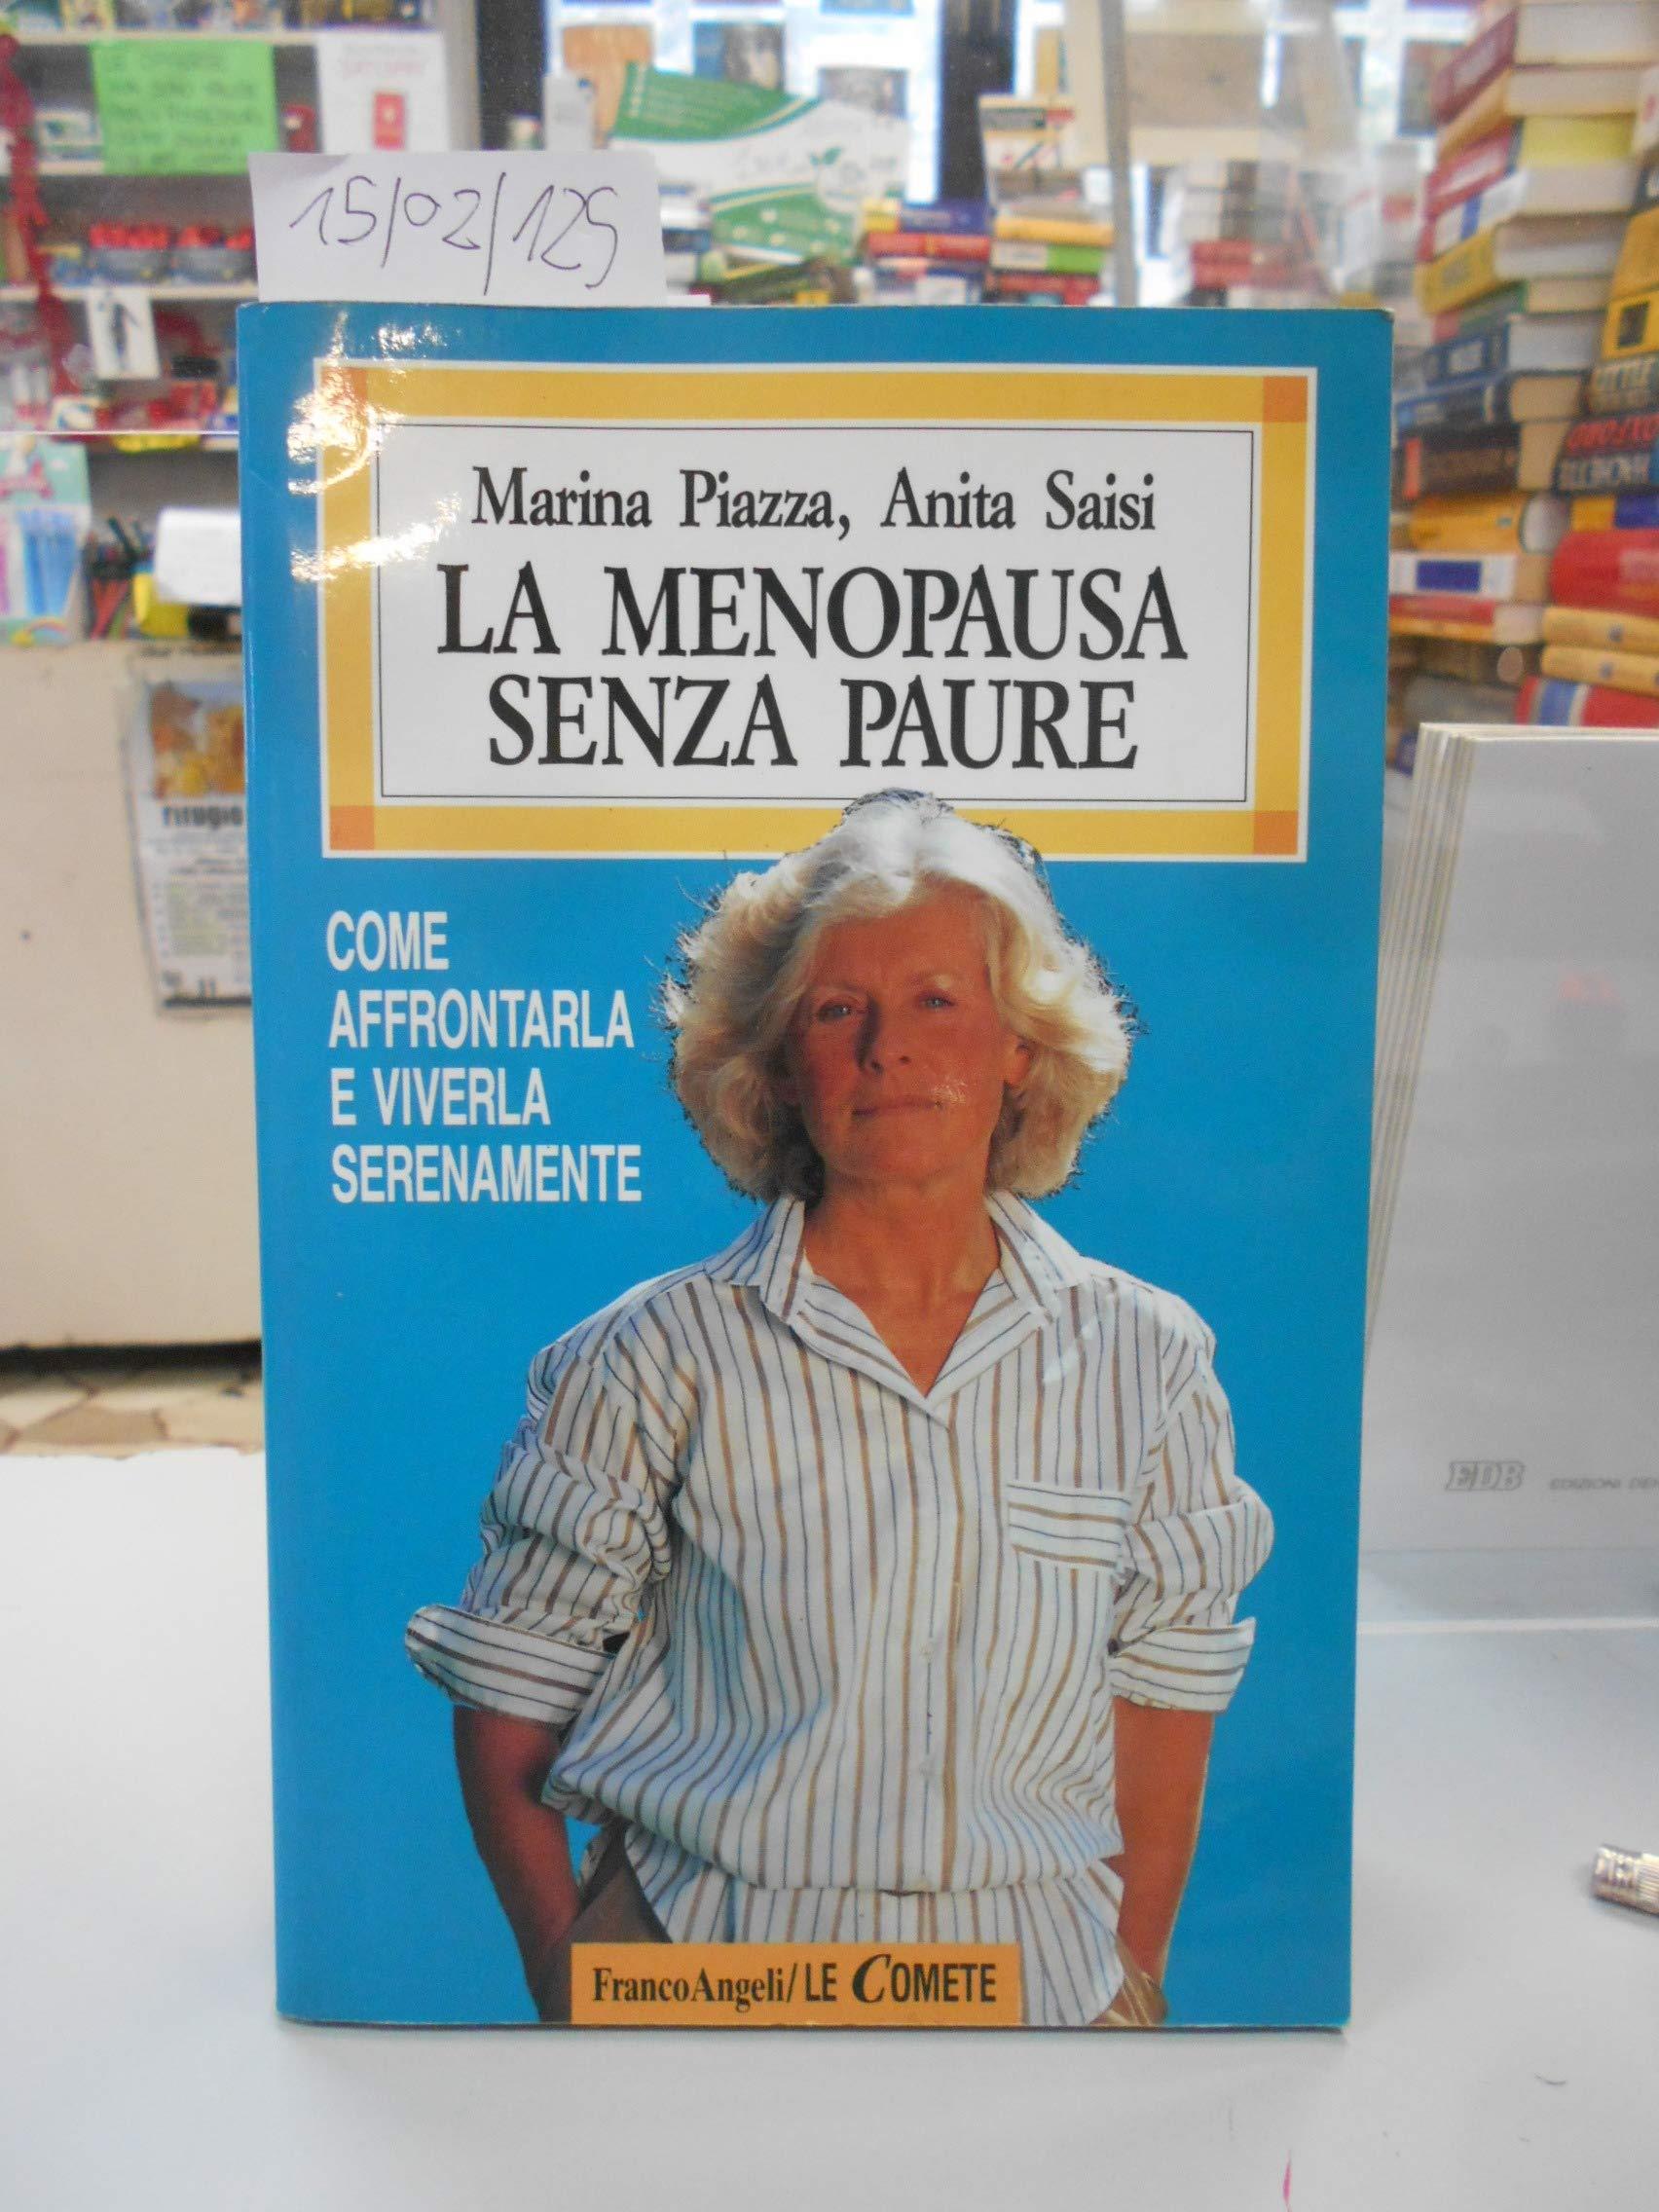 15/02/125
Marina Piazza, Anita Saisi
LA MENOPAUSA
SENZA PAURE
COME
AFFRONTARLA
E VIVERLA
SERENAMENTE
FrancoAngeli/LE COMETE
EDB
rifugio